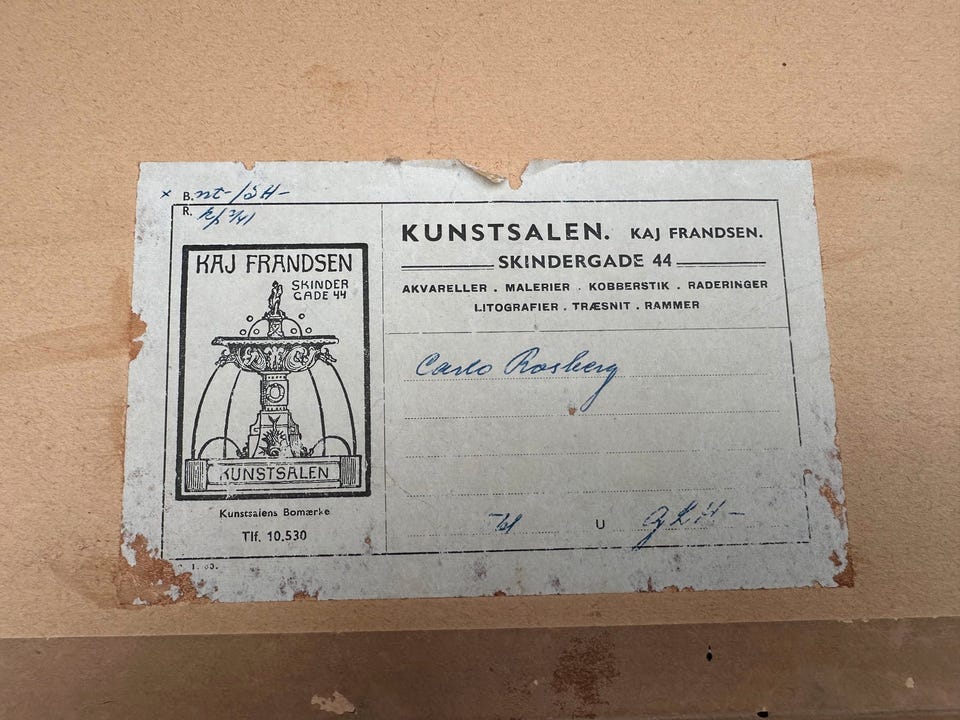 × B.
R.
KAJ FRANDSEN
SKINDER
GADE 44
KUNSTSALEN
Kunstsalens Bomærke
Tlf. 10.530
KUNSTSALEN. KAJ FRANDSEN.
SKINDERGADE 44
AKVARELLER . MALERIER . KOBBERSTIK . RADERINGER
LITOGRAFIER . TRÆSNIT . RAMMER
Carlo Rosberg
U